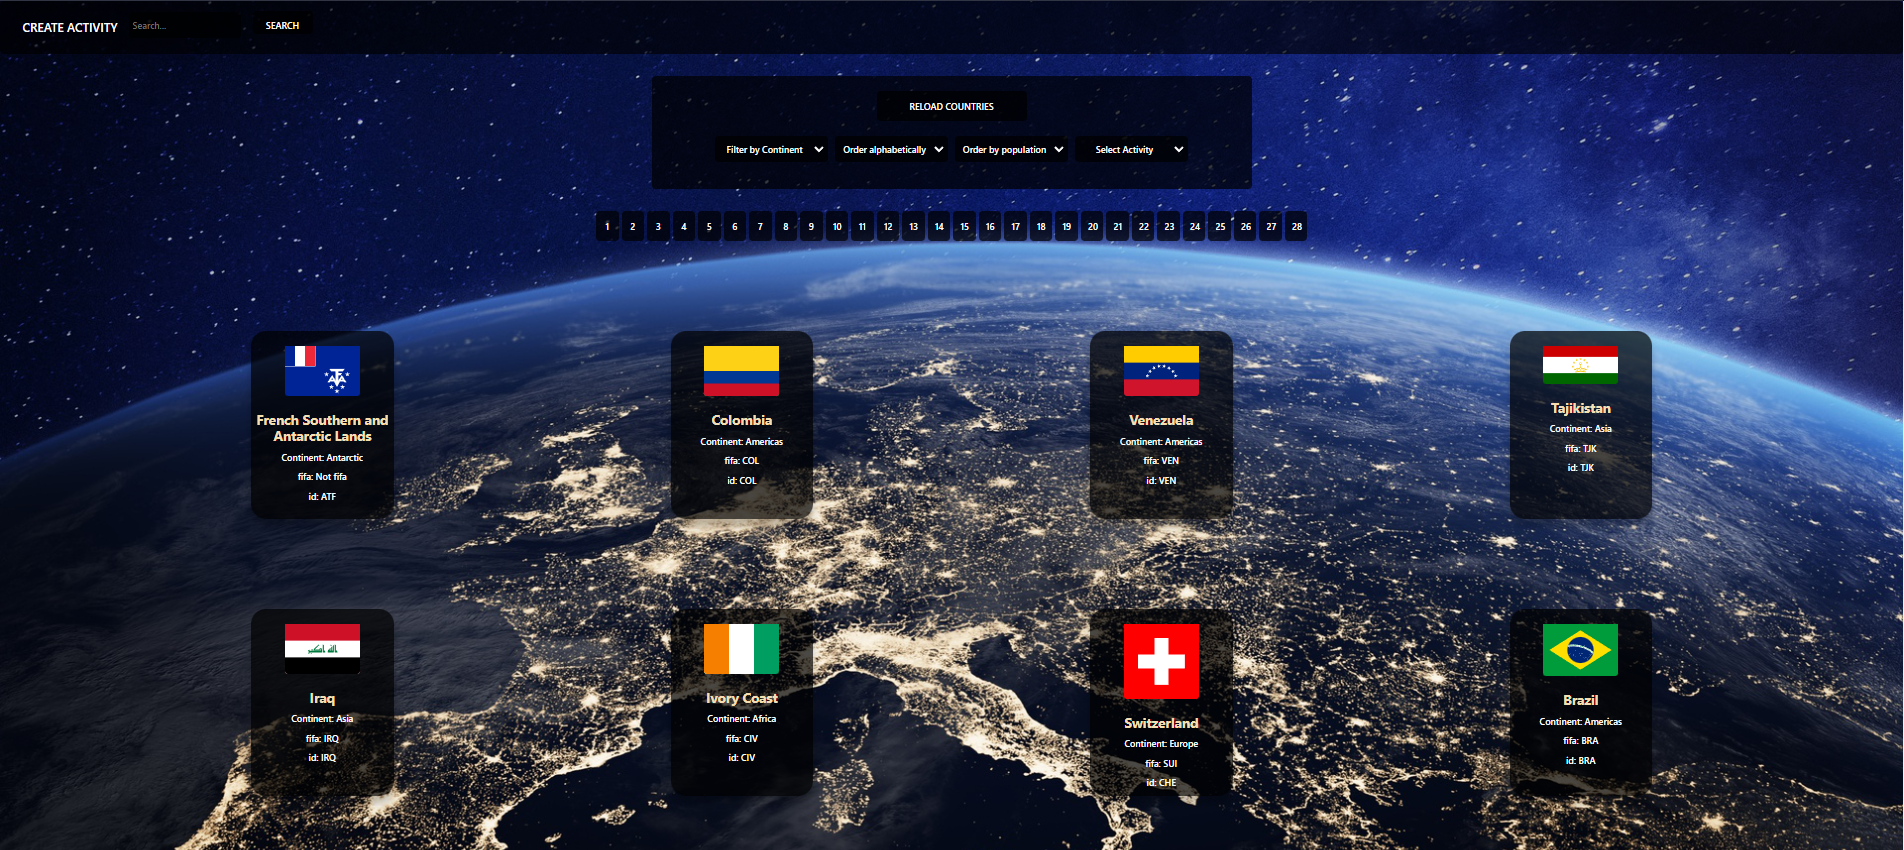 CREATE ACTIVITY Search... SEARCH
RELOAD COUNTRIES
Filter by Continent Order alphabetically Order by population Select Activity
1 2 3 4 5 6 7 8 9 10 11 12 13 14 15 16 17 18 19 20 21 22 23 24 25 26 27 28
French Southern and
Antarctic Lands
Continent: Antarctic
fifa: Not fifa
id: ATF
Colombia
Continent: Americas
fifa: COL
id: COL
Venezuela
Continent: Americas
fifa: VEN
id: VEN
Tajikistan
Continent: Asia
fifa: TJK
id: TJK
الله اكبر
Iraq
Continent: Asia
fifa: IRQ
id: IRQ
Ivory Coast
Continent: Africa
fifa: CIV
id: CIV
Switzerland
Continent: Europe
fifa: SUI
id: CHE
Brazil
Continent: Americas
fifa: BRA
id: BRA